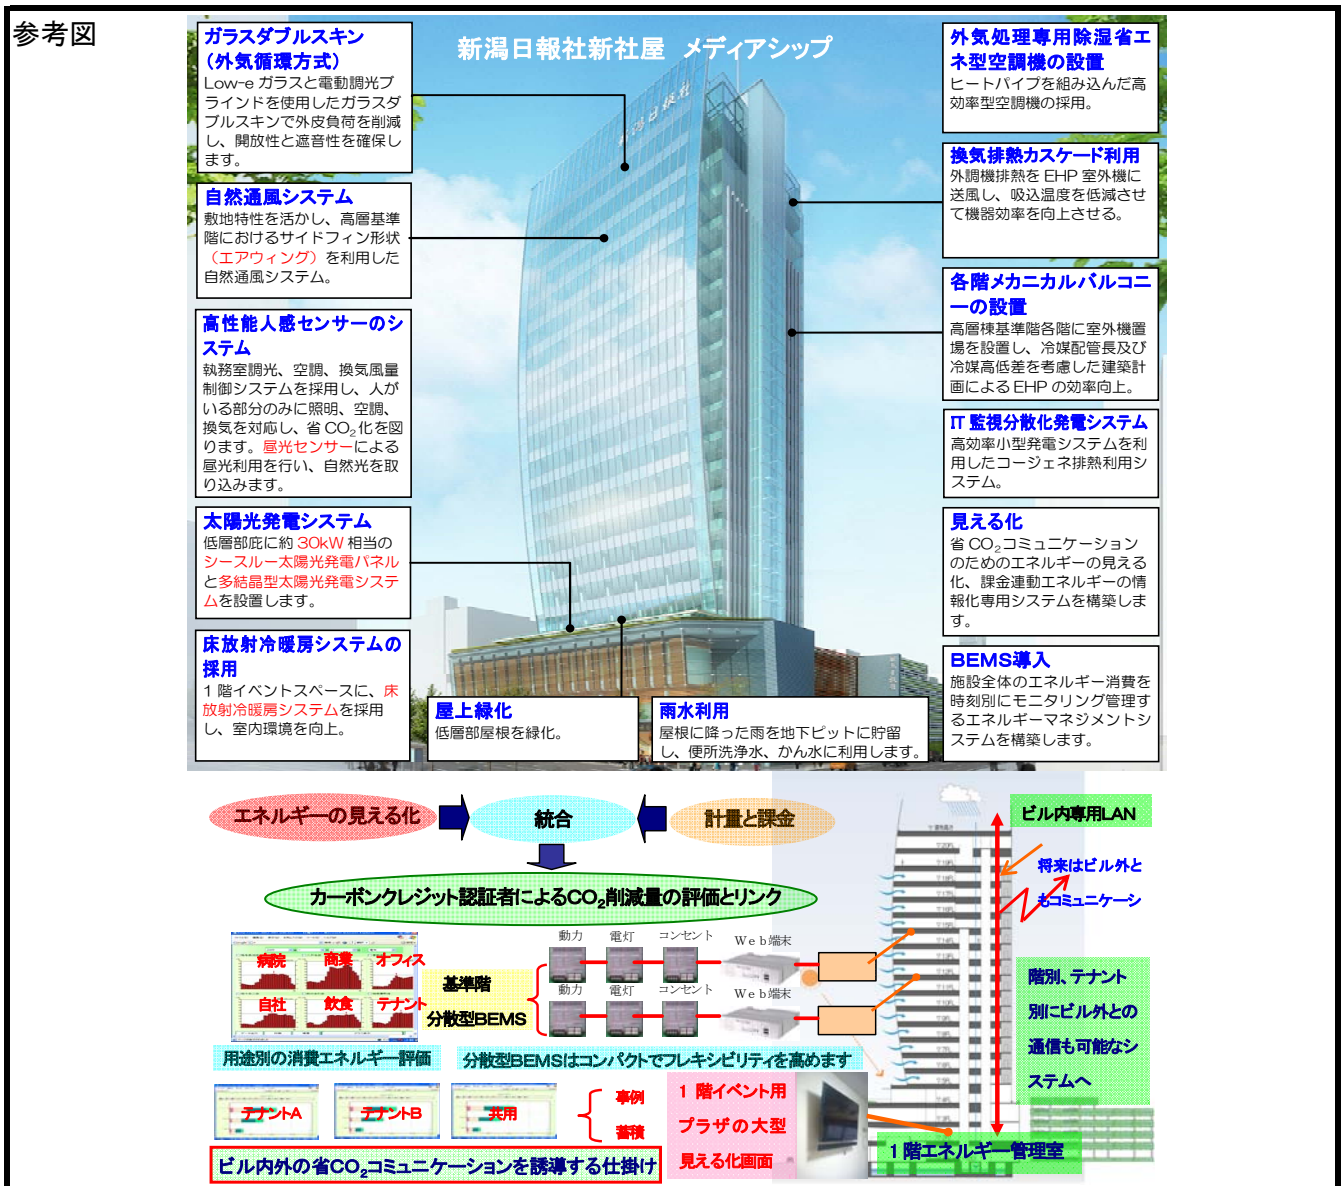 参考図
新潟日報社新社屋 メディアシップ
新潟日報社
ガラスダブルスキン
(外気循環方式)
Low-e ガラスと電動調光ブ
ラインドを使用したガラスダ
ブルスキンで外皮負荷を削減
し、開放性と遮音性を確保し
ます。
自然通風システム
敷地特性を活かし、高層基準
階におけるサイドフィン形状
(エアウィング)を利用した
自然通風システム。
高性能人感センサーのシ
ステム
執務室調光、空調、換気風量
制御システムを採用し、人が
いる部分のみに照明、空調、
換気を対応し、省 CO₂化を図
ります。昼光センサーによる
昼光利用を行い、自然光を取
り込みます。
太陽光発電システム
低層部庇に約 30kW 相当の
シースルー太陽光発電パネル
と多結晶型太陽光発電システ
ムを設置します。
床放射冷暖房システムの
採用
1 階イベントスペースに、床
放射冷暖房システムを採用
し、室内環境を向上。
屋上緑化
低層部屋根を緑化。
雨水利用
屋根に降った雨を地下ピットに貯留
し、便所洗浄水、かん水に利用します。
外気処理専用除湿省エ
ネ型空調機の設置
ヒートパイプを組み込んだ高
効率型空調機の採用。
換気排熱カスケード利用
外調機排熱を EHP 室外機に
送風し、吸込温度を低減させ
て機器効率を向上させる。
各階メカニカルバルコニ
ーの設置
高層棟基準階各階に室外機置
場を設置し、冷媒配管長及び
冷媒高低差を考慮した建築計
画による EHP の効率向上。
IT 監視分散化発電システム
高効率小型発電システムを利
用したコージェネ排熱利用シ
ステム。
見える化
省 CO₂コミュニケーション
のためのエネルギーの見える
化、課金連動エネルギーの情
報化専用システムを構築しま
す。
BEMS導入
施設全体のエネルギー消費を
時刻別にモニタリング管理す
るエネルギーマネジメントシ
ステムを構築します。
エネルギーの見える化
統合
計量と課金
カーボンクレジット認証者によるCO₂削減量の評価とリンク
病院 商業 オフィス
自社 飲食 テナント
用途別の消費エネルギー評価
基準階
分散型BEMS
動力 電灯 コンセント Web端末
動力 電灯 コンセント Web端末
分散型BEMSはコンパクトでフレキシビリティを高めます
テナントA テナントB 共用
事例
蓄積
ビル内外の省CO₂コミュニケーションを誘導する仕掛け
1 階イベント用
プラザの大型
見える化画面
ビル内専用LAN
将来はビル外と
もコミュニケーシ
階別、テナント
別にビル外との
通信も可能なシ
ステムへ
1 階エネルギー管理室